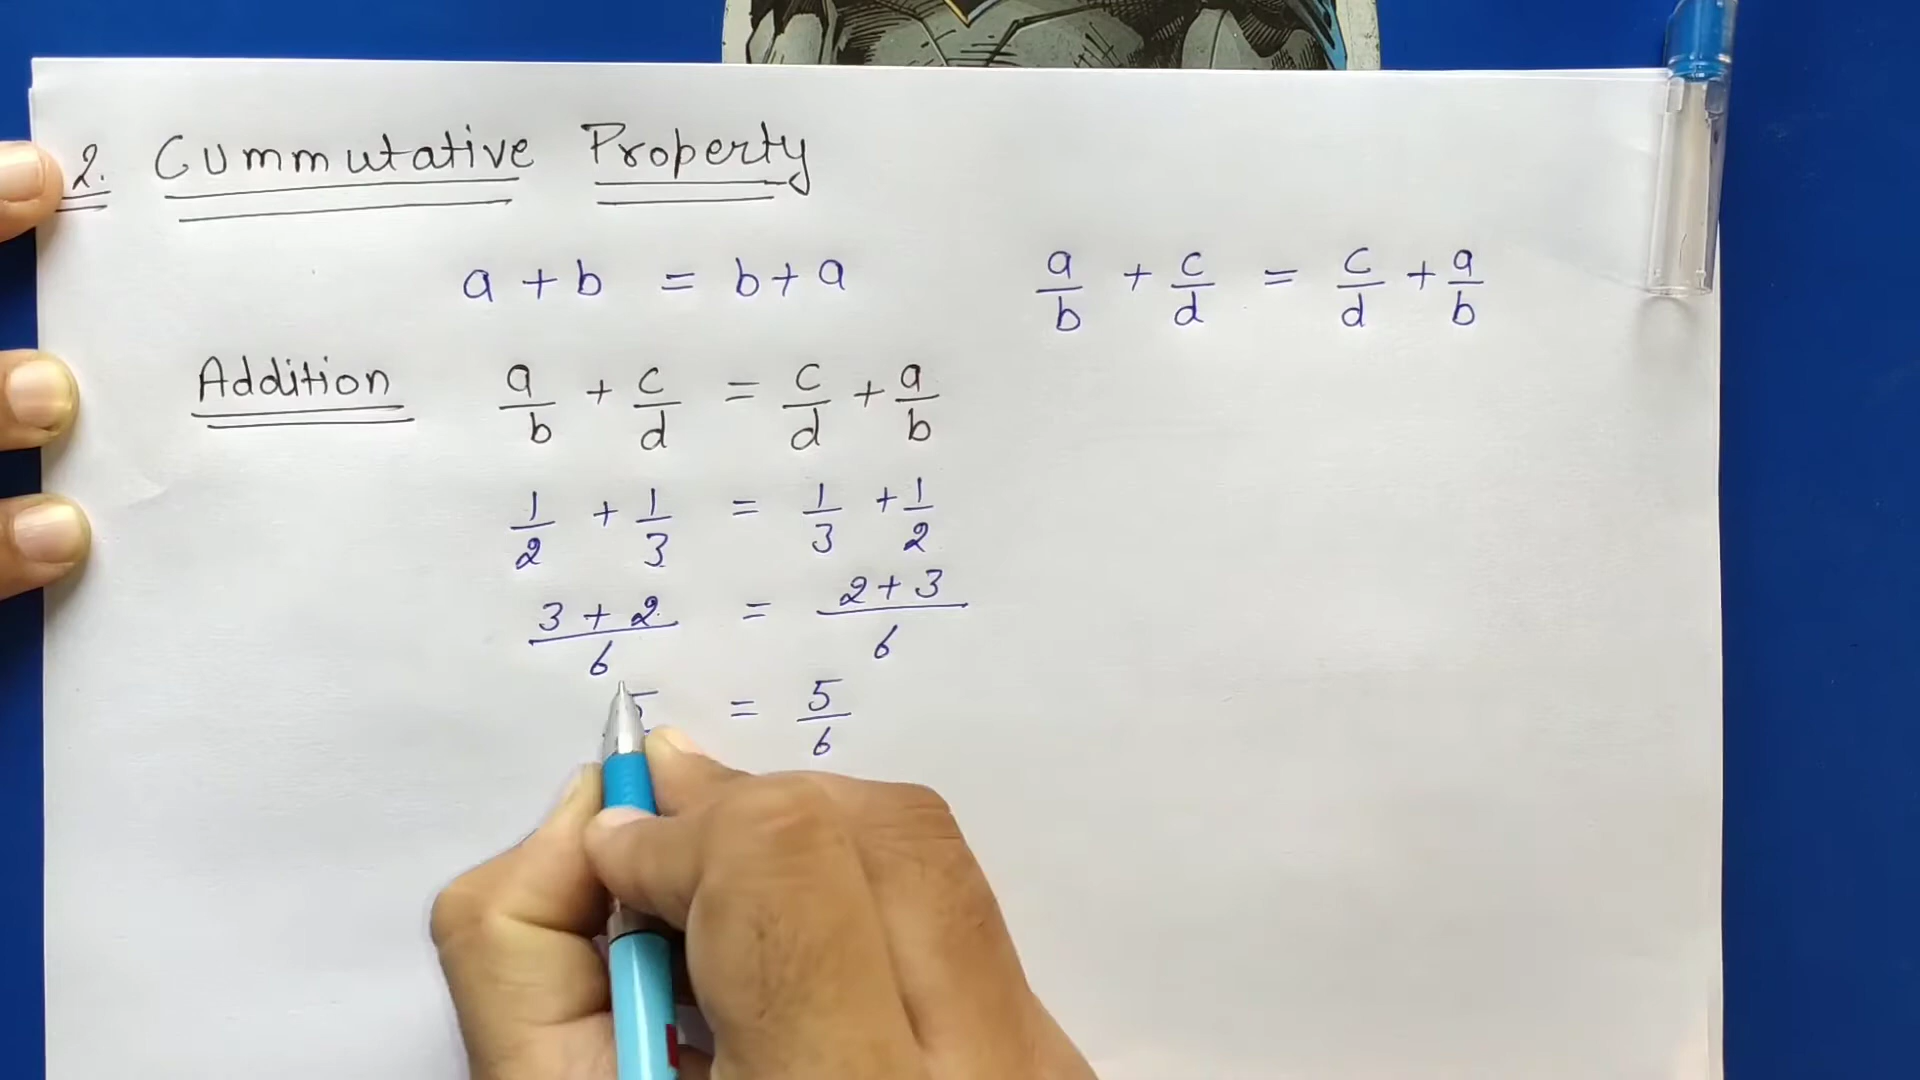 2. Cummutative Property
a + b = b + a
a/b + c/d = c/d + a/b
Addition a/b + c/d = c/d + a/b
1/2 + 1/3 = 1/3 + 1/2
3 + 2/6 = 2 + 3/6
5 = 5/6